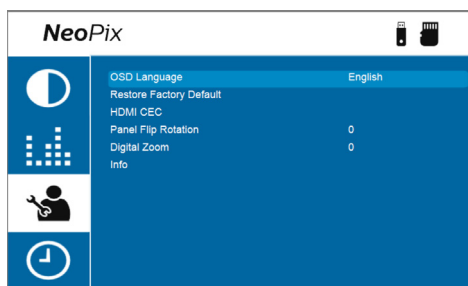 NeoPix
OSD Language English
Restore Factory Default
HDMI CEC
Panel Flip Rotation 0
Digital Zoom 0
Info